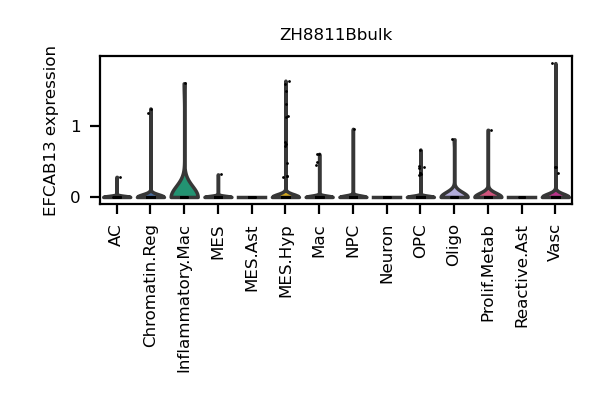 ZH8811Bbulk
EFCAB13 expression
1
0
AC
Chromatin.Reg
Inflammatory.Mac
MES
MES.Ast
MES.Hyp
Mac
NPC
Neuron
OPC
Oligo
Prolif.Metab
Reactive.Ast
Vasc